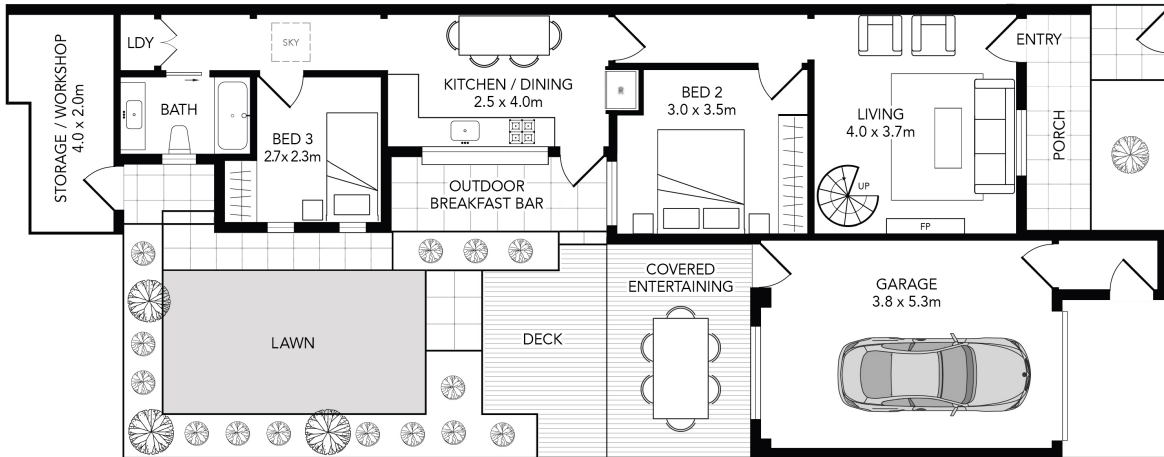 LDY
SKY
STORAGE / WORKSHOP
4.0 x 2.0m
BATH
BED 3
2.7x 2.3m
KITCHEN / DINING
2.5 x 4.0m
BED 2
3.0 x 3.5m
LIVING
4.0 x 3.7m
ENTRY
PORCH
UP
FP
OUTDOOR
BREAKFAST BAR
COVERED
ENTERTAINING
GARAGE
3.8 x 5.3m
LAWN
DECK